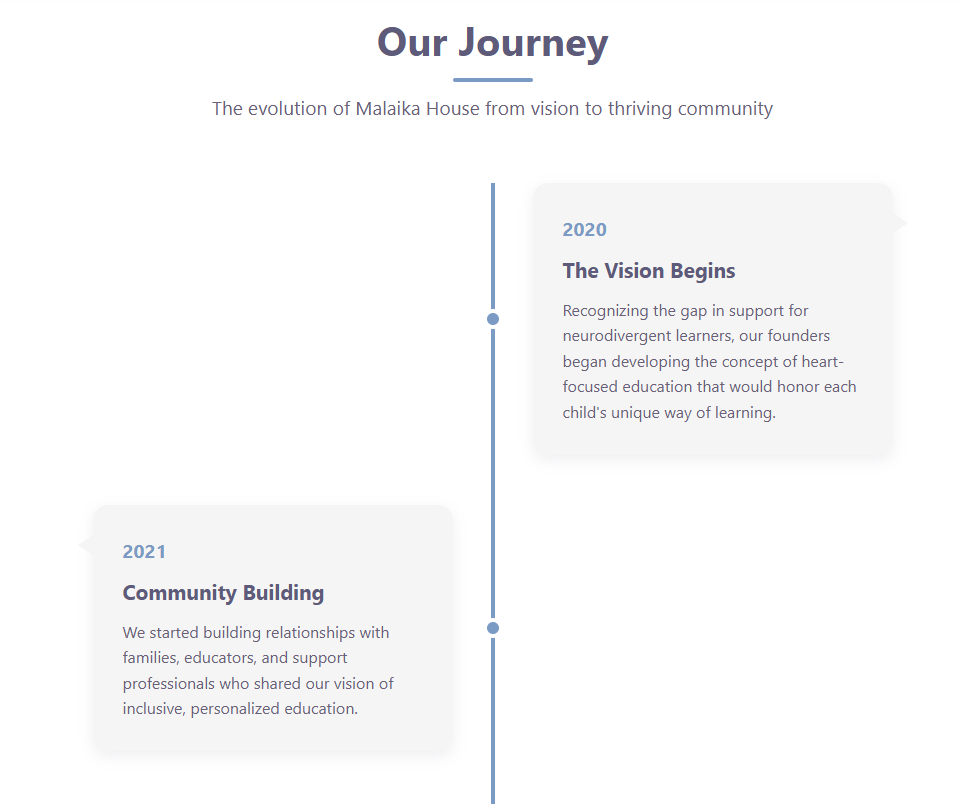 Our Journey
The evolution of Malaika House from vision to thriving community
2020
The Vision Begins
Recognizing the gap in support for
neurodivergent learners, our founders
began developing the concept of heart-
focused education that would honor each
child's unique way of learning.
2021
Community Building
We started building relationships with
families, educators, and support
professionals who shared our vision of
inclusive, personalized education.